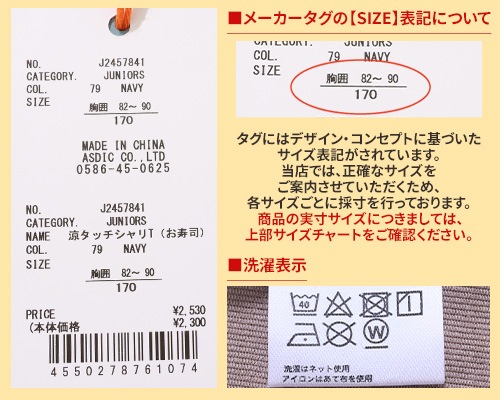 NO. J2457841
CATEGORY. JUNIORS
COL. 79 NAVY
SIZE
胸囲 82～ 90
170
MADE IN CHINA
ASDIC CO.,LTD
0586-45-0625
NO. J2457841
CATEGORY. JUNIORS
NAME 涼タッチシャリT（お寿司）
COL. 79 NAVY
SIZE
胸囲 82～ 90
170
PRICE ¥2,530
（本体価格 ¥2,300
4550278761074
■メーカータグの【SIZE】表記について
COL. 79 NAVY
SIZE
胸囲 82～ 90
170
タグにはデザイン・コンセプトに基づいた
サイズ表記がされています。
当店では、正確なサイズを
ご案内させていただくため、
各サイズごとに採寸を行っております。
商品の実寸サイズにつきましては、
上部サイズチャートをご確認ください。
■洗濯表示
40
W
洗濯はネット使用
アイロンはあて布を使用